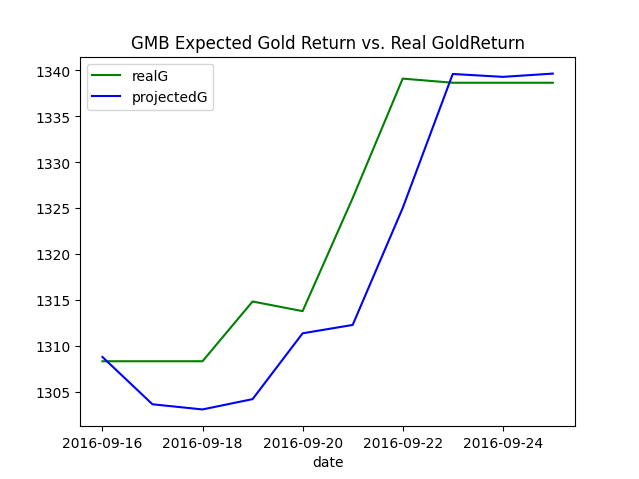 GMB Expected Gold Return vs. Real GoldReturn
realG
projectedG
1340
1335
1330
1325
1320
1315
1310
1305
2016-09-16 2016-09-18 2016-09-20 2016-09-22 2016-09-24
date